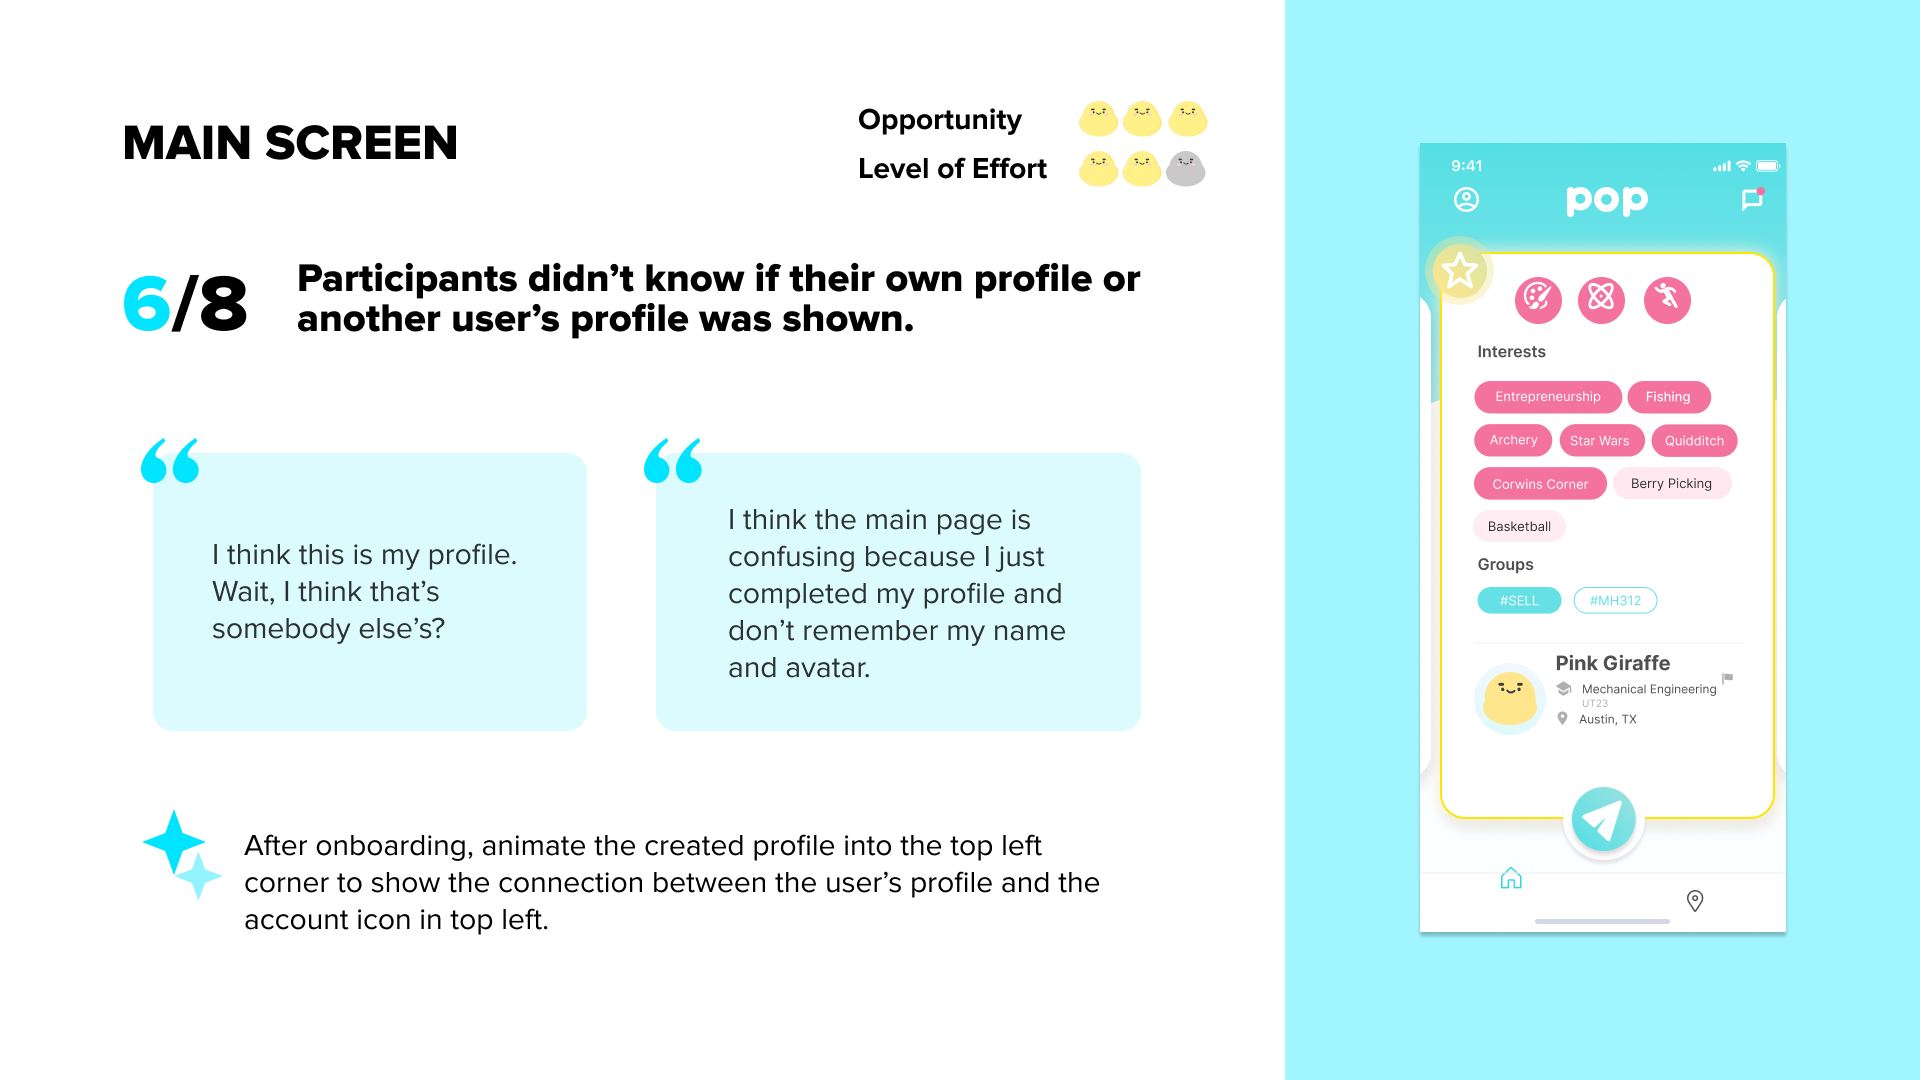 MAIN SCREEN
Opportunity
Level of Effort
6/8
Participants didn’t know if their own profile or
another user’s profile was shown.
“
I think this is my profile.
Wait, I think that’s
somebody else’s?
“
I think the main page is
confusing because I just
completed my profile and
don’t remember my name
and avatar.
After onboarding, animate the created profile into the top left
corner to show the connection between the user’s profile and the
account icon in top left.
9:41
pop
Interests
Entrepreneurship Fishing
Archery Star Wars Quidditch
Corwins Corner Berry Picking
Basketball
Groups
#SELL #MH312
Pink Giraffe
Mechanical Engineering
UT23
Austin, TX